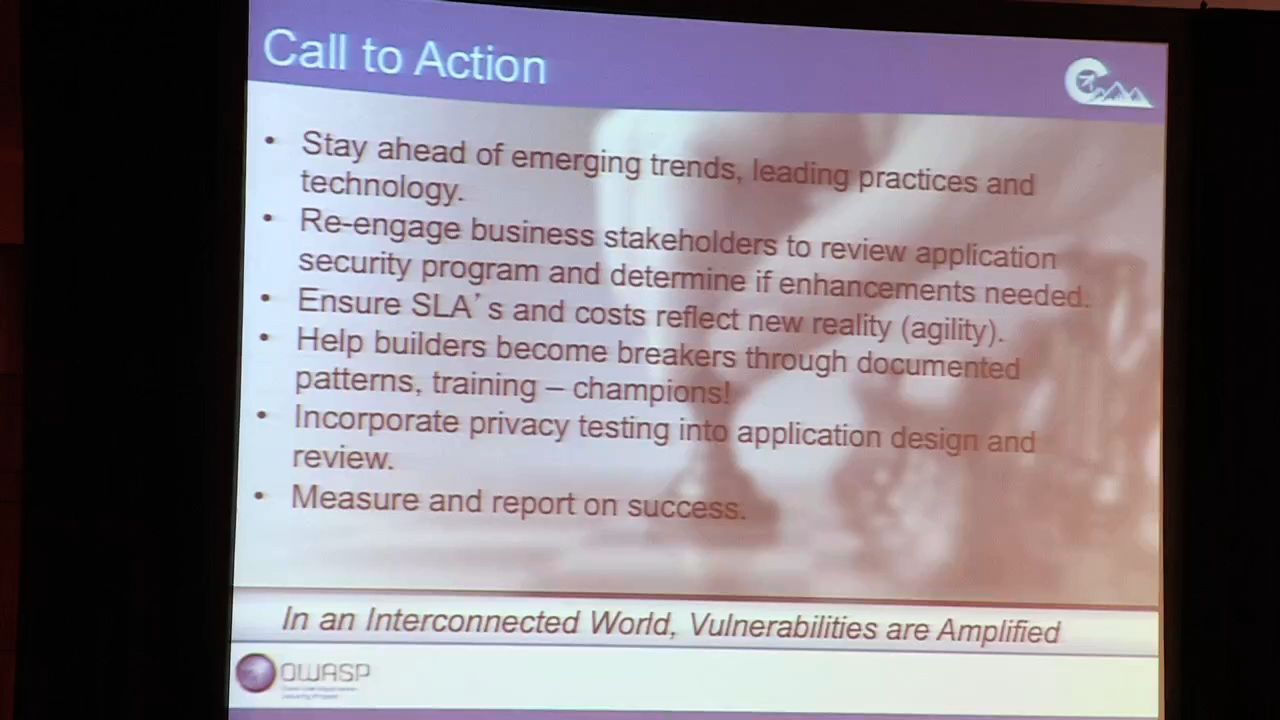 Call to Action
• Stay ahead of emerging trends, leading practices and
technology.
• Re-engage business stakeholders to review application
security program and determine if enhancements needed.
• Ensure SLA's and costs reflect new reality (agility).
• Help builders become breakers through documented
patterns, training – champions!
• Incorporate privacy testing into application design and
review.
• Measure and report on success.
In an Interconnected World, Vulnerabilities are Amplified
OWASP